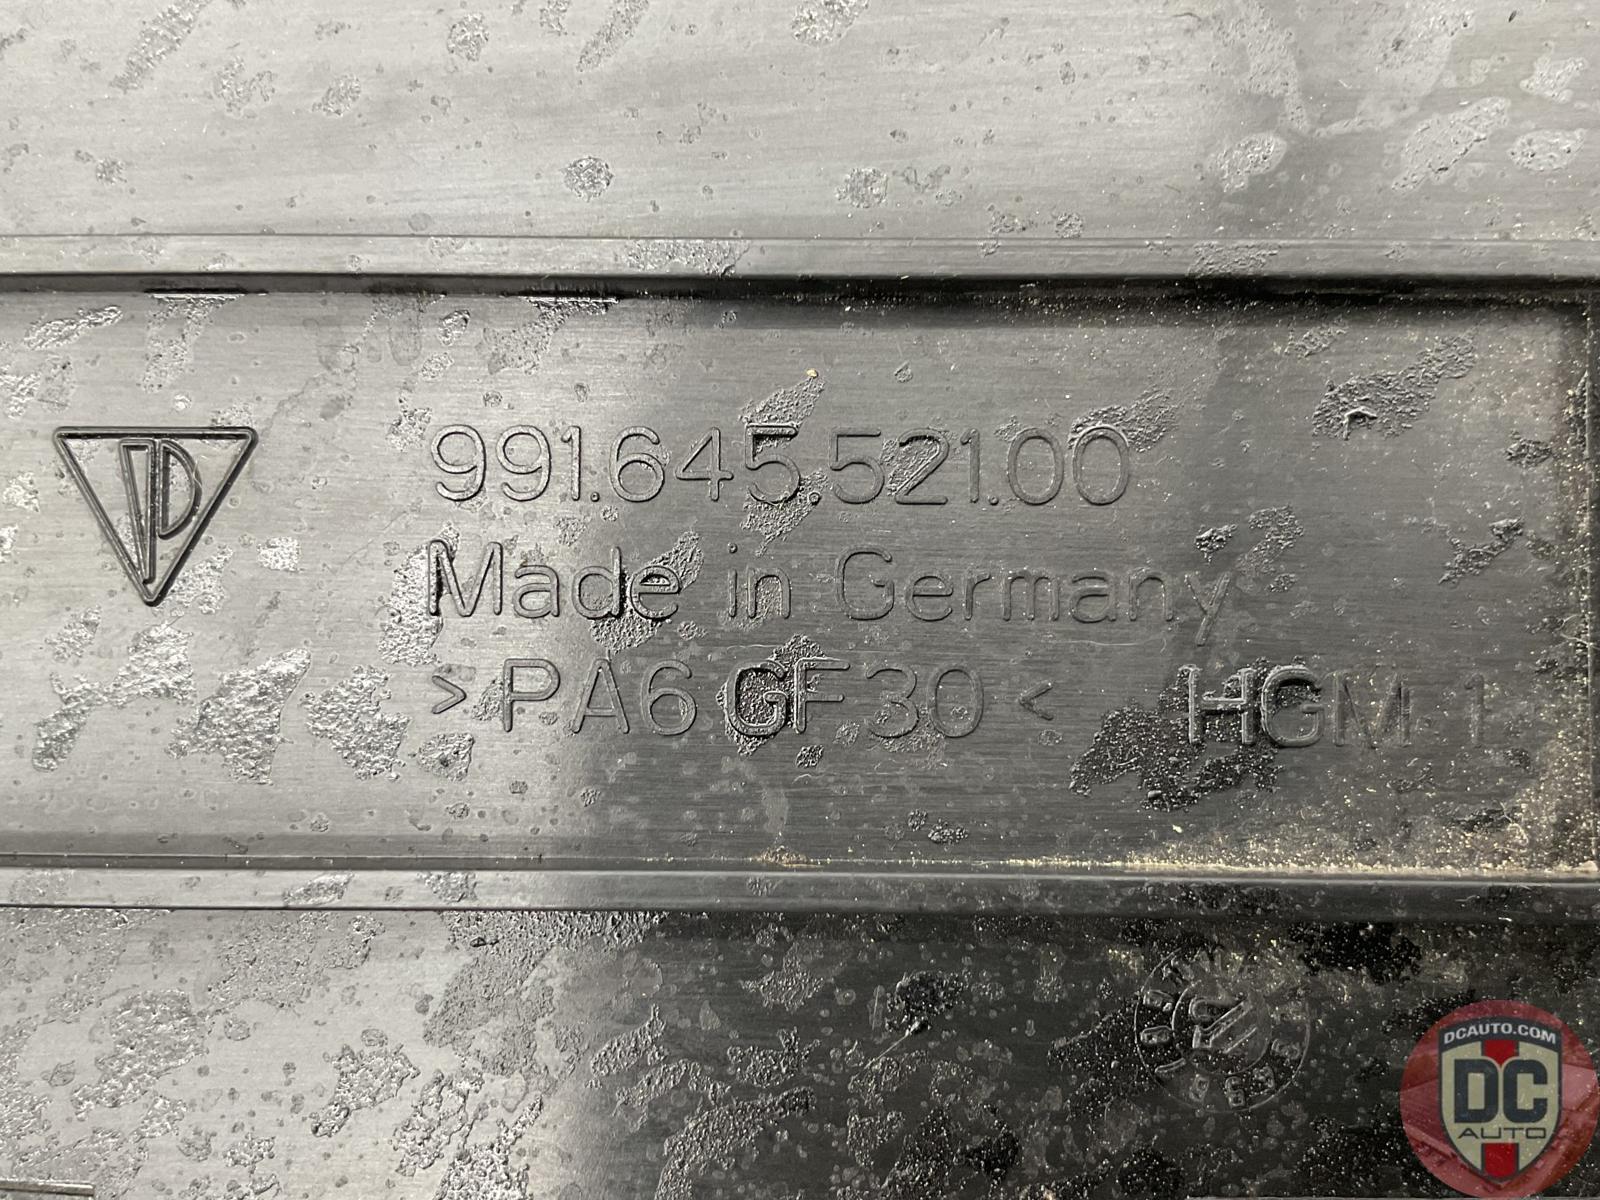 991.645.521.00
Made in Germany
>PA6 GF30< HGM 1
DCAUTO.COM
DC
AUTO